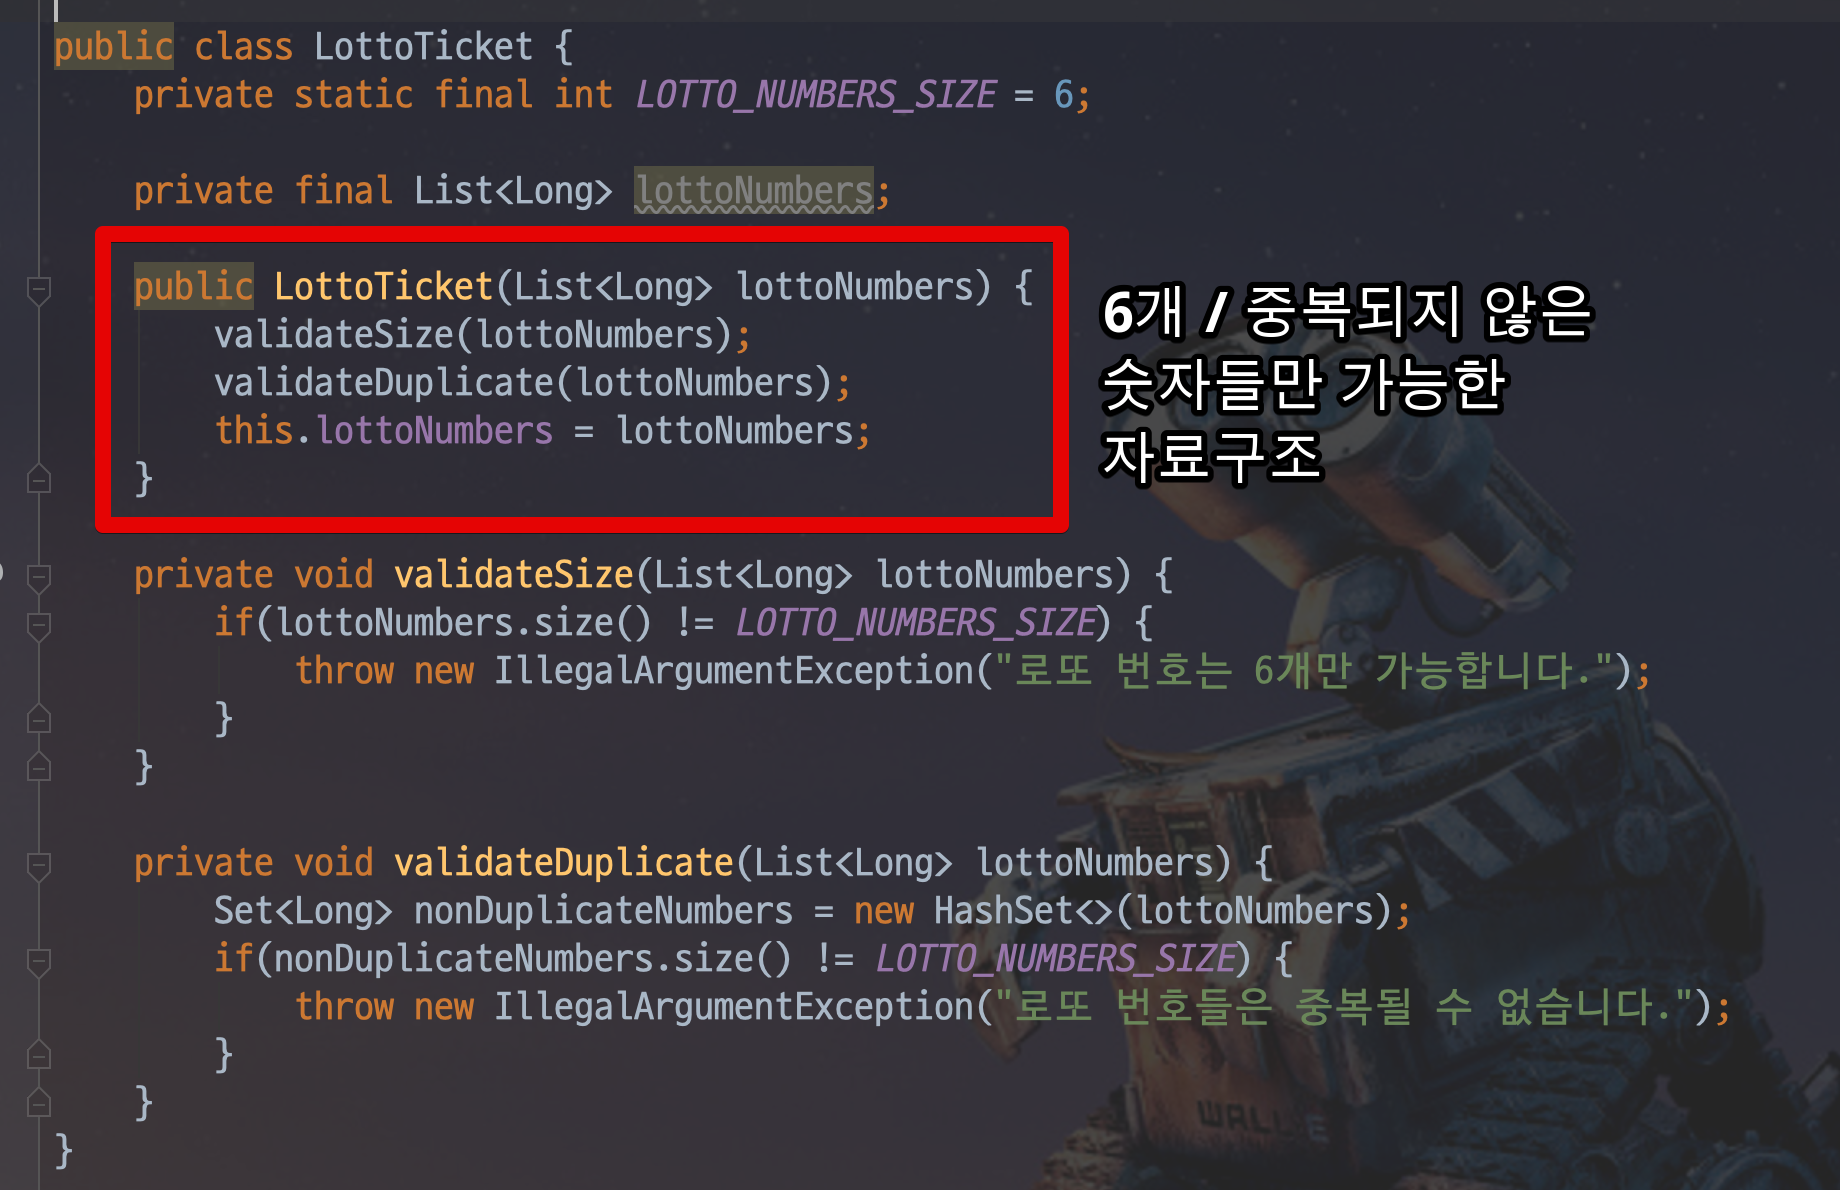 public class LottoTicket {
private static final int LOTTO_NUMBERS_SIZE = 6;
private final List<Long> lottoNumbers;
public LottoTicket(List<Long> lottoNumbers) {
validateSize(lottoNumbers);
validateDuplicate(lottoNumbers);
this.lottoNumbers = lottoNumbers;
}
6개 / 중복되지 않은
숫자들만 가능한
자료구조
private void validateSize(List<Long> lottoNumbers) {
if(lottoNumbers.size() != LOTTO_NUMBERS_SIZE) {
throw new IllegalArgumentException("로또 번호는 6개만 가능합니다.");
}
}
private void validateDuplicate(List<Long> lottoNumbers) {
Set<Long> nonDuplicateNumbers = new HashSet<>(lottoNumbers);
if(nonDuplicateNumbers.size() != LOTTO_NUMBERS_SIZE) {
throw new IllegalArgumentException("로또 번호들은 중복될 수 없습니다.");
}
}
}
WALL·E